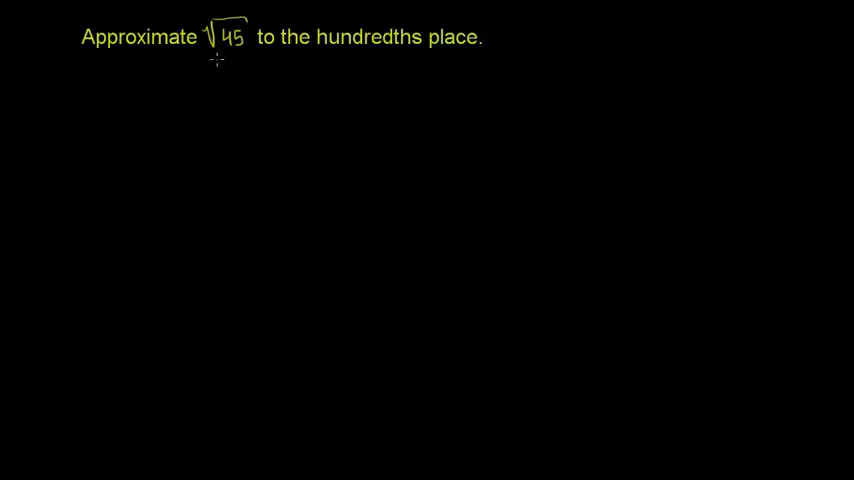 Approximate √45 to the hundredths place.